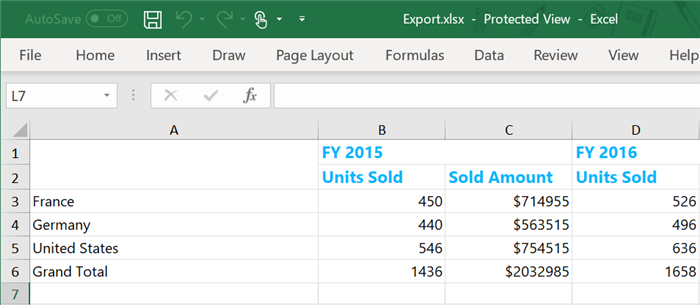 AutoSave Off Export.xlsx - Protected View - Excel
File Home Insert Draw Page Layout Formulas Data Review View Help
L7 fx
A B C D
1 FY 2015 FY 2016
2 Units Sold Sold Amount Units Sold
3 France 450 $714955 526
4 Germany 440 $563515 496
5 United States 546 $754515 636
6 Grand Total 1436 $2032985 1658
7